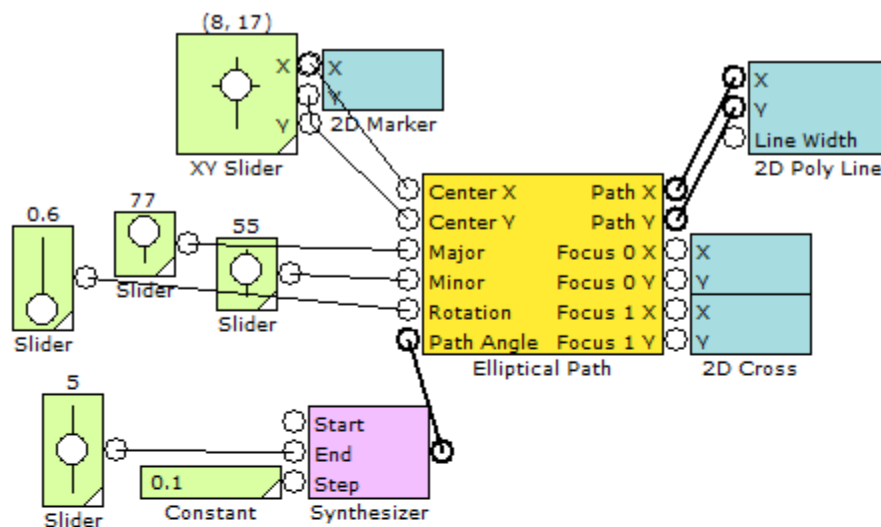 (8, 17)
X
Y
XY Slider
X
Y
2D Marker
X
Y
Line Width
2D Poly Line
0.6
Slider
77
Slider
55
Slider
Center X
Center Y
Major
Minor
Rotation
Path Angle
Path X
Path Y
Focus 0 X
Focus 0 Y
Focus 1 X
Focus 1 Y
Elliptical Path
X
Y
X
Y
2D Cross
5
Slider
0.1
Constant
Start
End
Step
Synthesizer